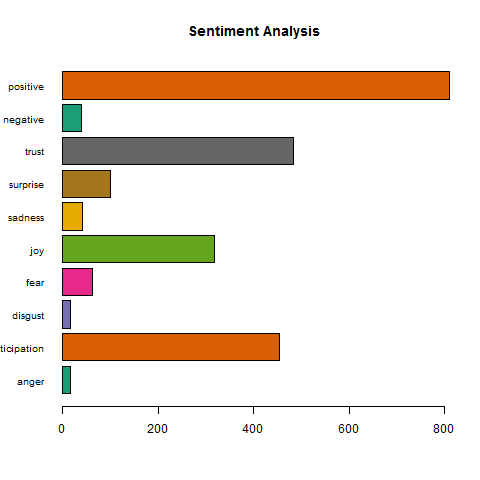 Sentiment Analysis
positive
negative
trust
surprise
sadness
joy
fear
disgust
ticipation
anger
0 200 400 600 800